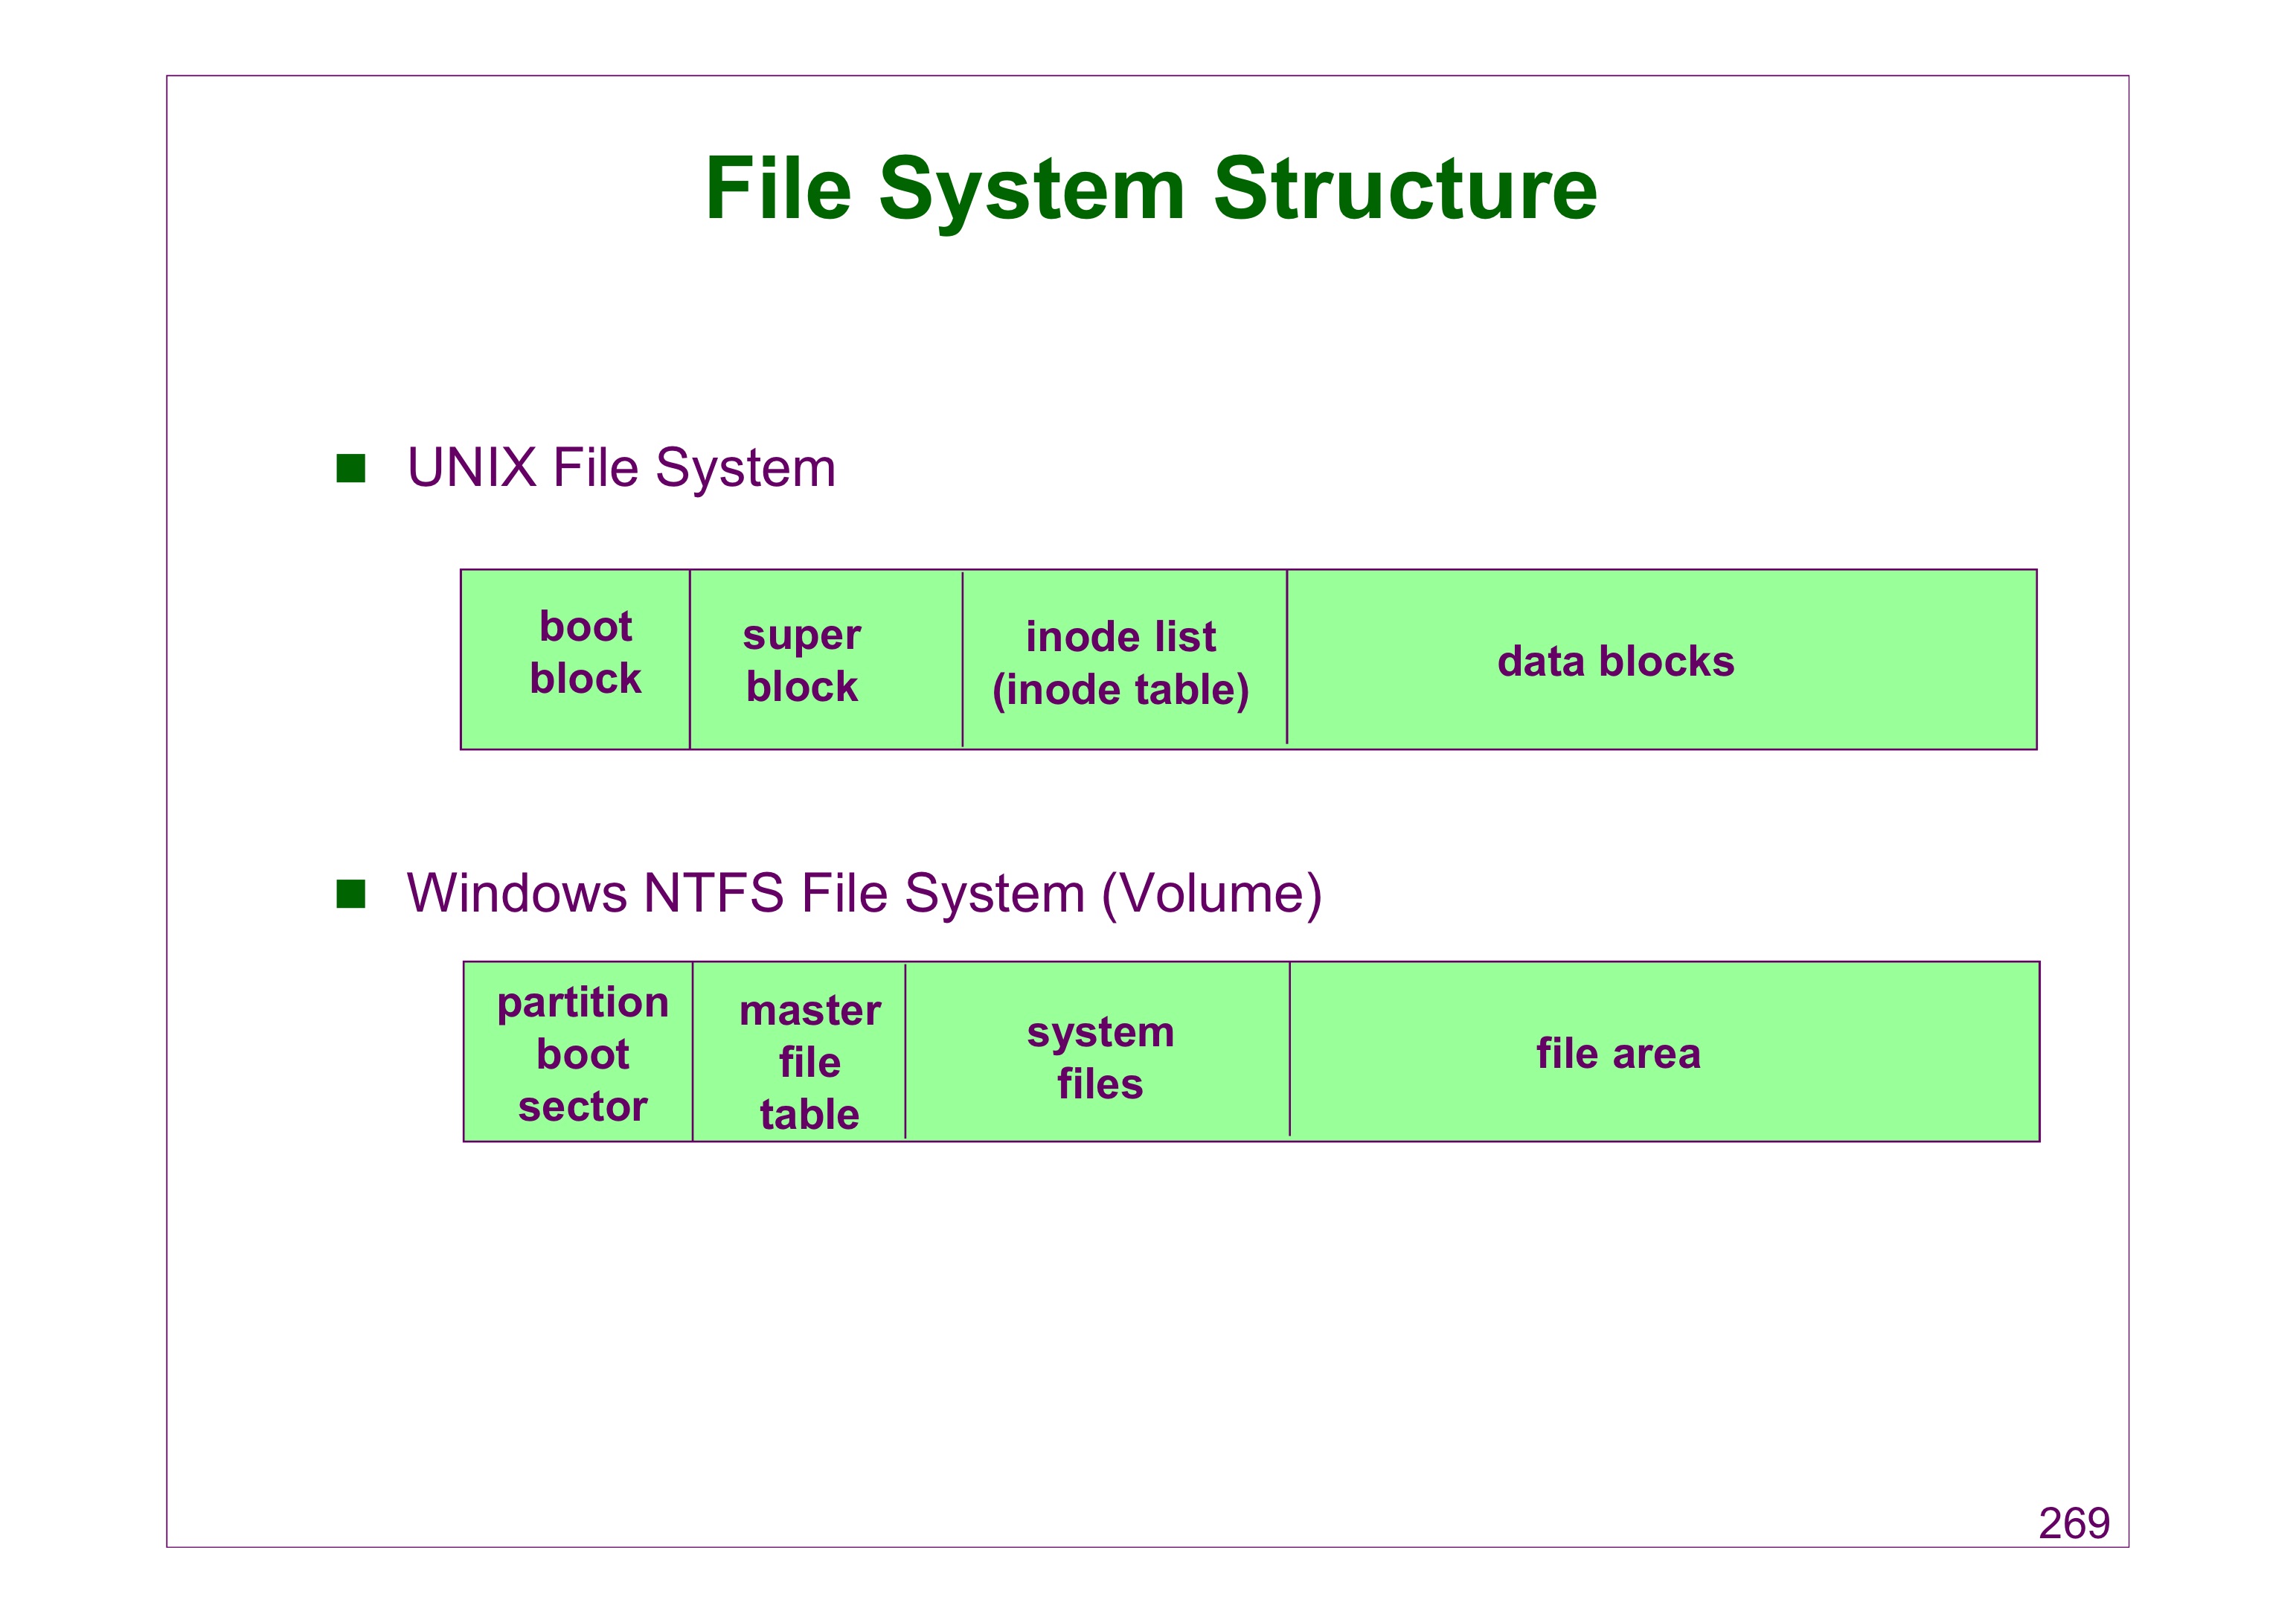 File System Structure
UNIX File System
boot
block
super
block
inode list
(inode table)
data blocks
Windows NTFS File System (Volume)
partition
boot
sector
master
file
table
system
files
file area
269